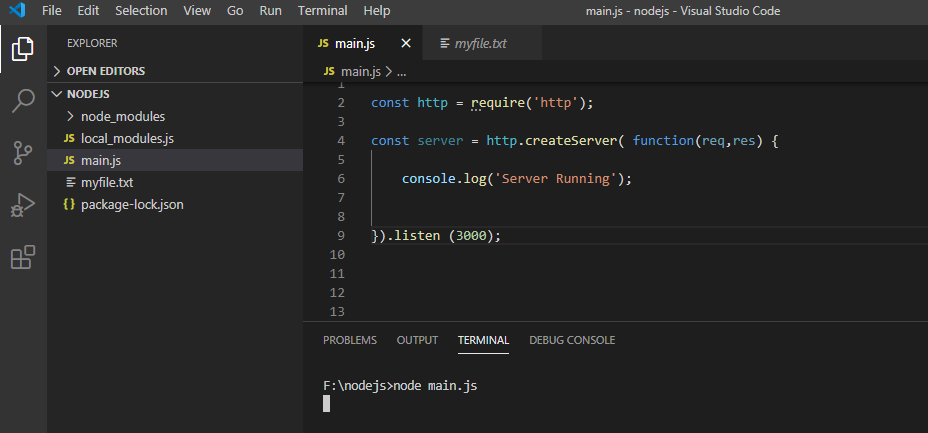 File Edit Selection View Go Run Terminal Help main.js - nodejs - Visual Studio Code
EXPLORER
OPEN EDITORS
NODEJS
node_modules
JS local_modules.js
JS main.js
myfile.txt
{} package-lock.json
JS main.js × myfile.txt
JS main.js > ...
1
2 const http = require('http');
3
4 const server = http.createServer( function(req,res) {
5
6 console.log('Server Running');
7
8
9 }).listen (3000);
10
11
12
13
PROBLEMS OUTPUT TERMINAL DEBUG CONSOLE
F:\nodejs>node main.js